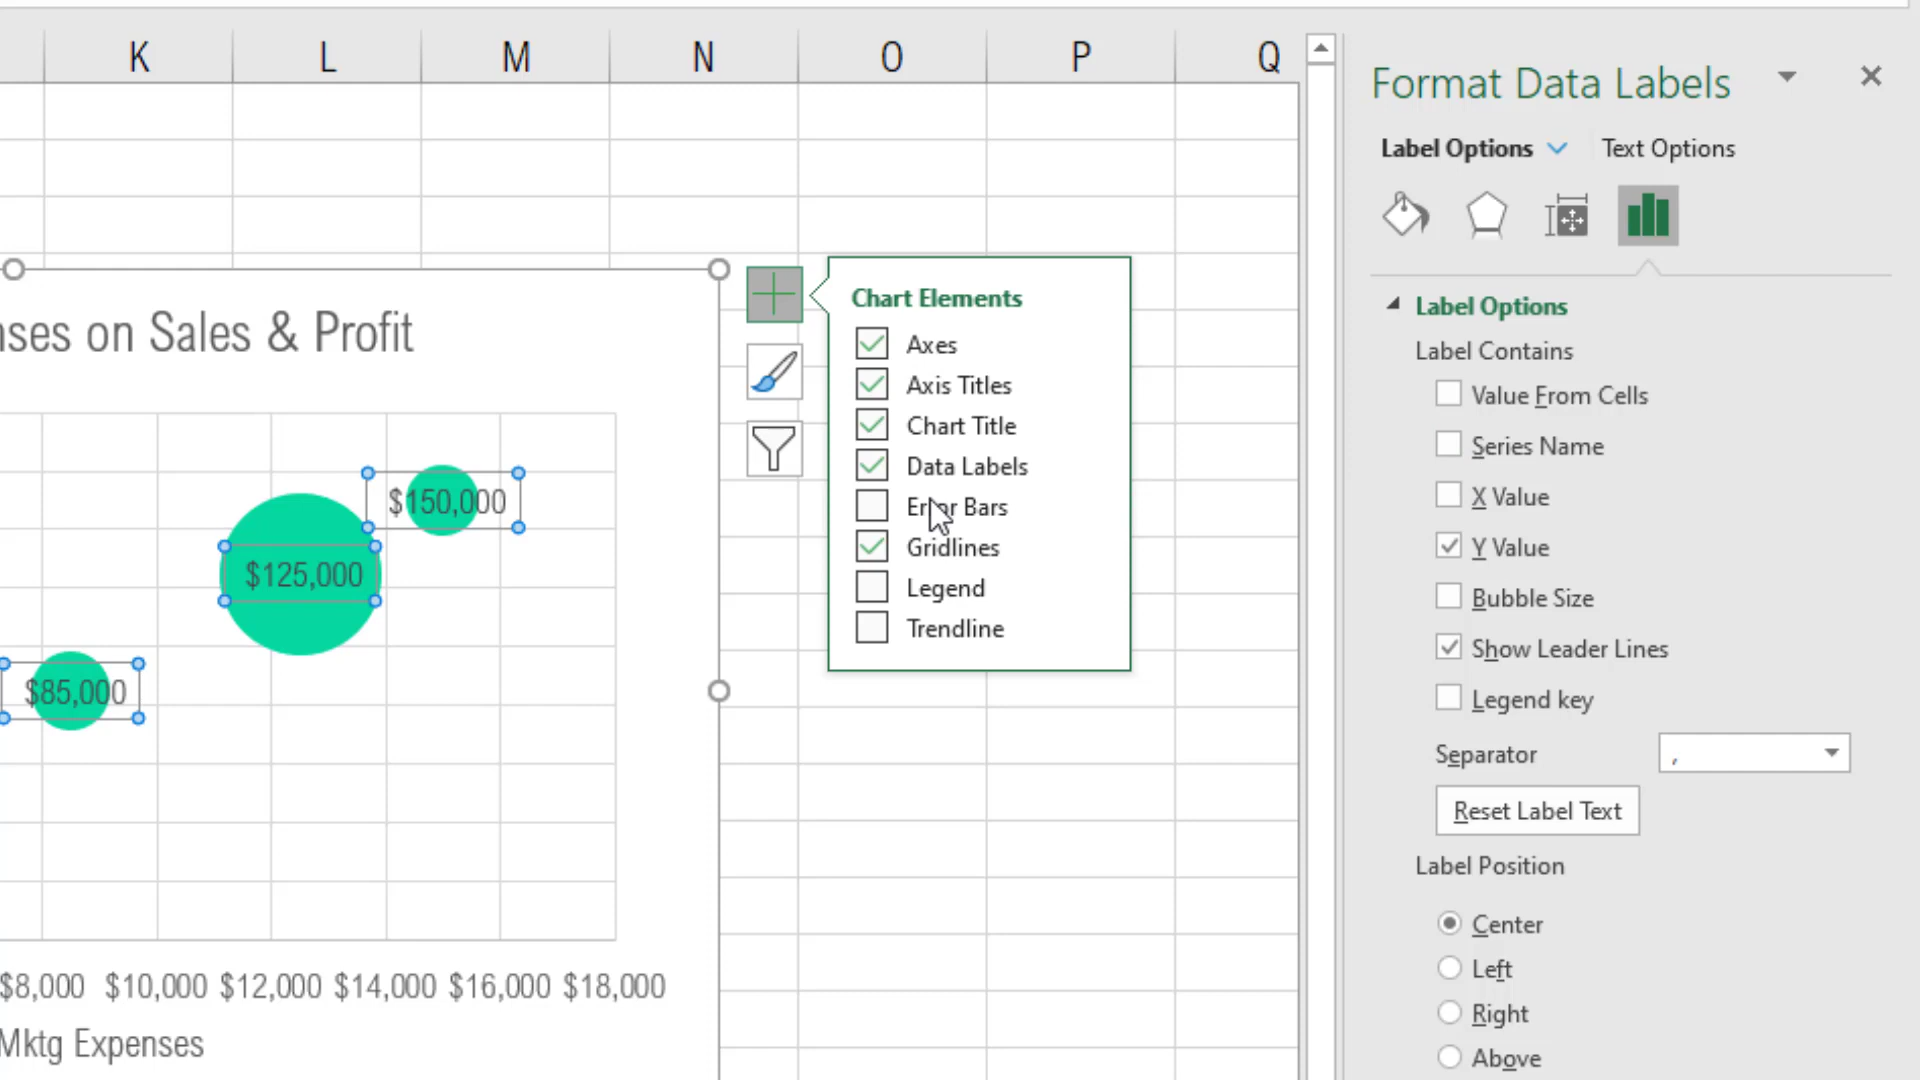 K L M N O P Q
nses on Sales & Profit
$150,000
$125,000
$85,000
$8,000 $10,000 $12,000 $14,000 $16,000 $18,000
Mktg Expenses
Chart Elements
Axes
Axis Titles
Chart Title
Data Labels
Error Bars
Gridlines
Legend
Trendline
Format Data Labels
Label Options Text Options
Label Options
Label Contains
Value From Cells
Series Name
X Value
Y Value
Bubble Size
Show Leader Lines
Legend key
Separator ,
Reset Label Text
Label Position
Center
Left
Right
Above